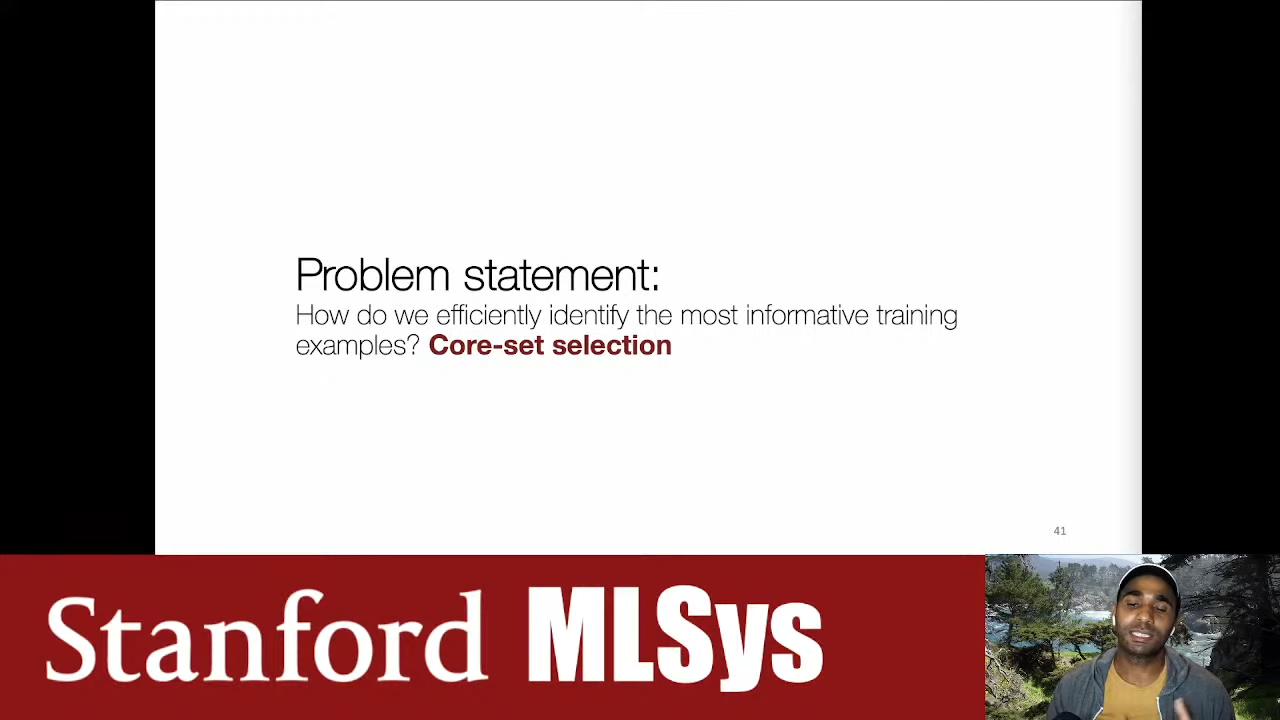 Problem statement:
How do we efficiently identify the most informative training
examples? Core-set selection
41
Stanford MLSys